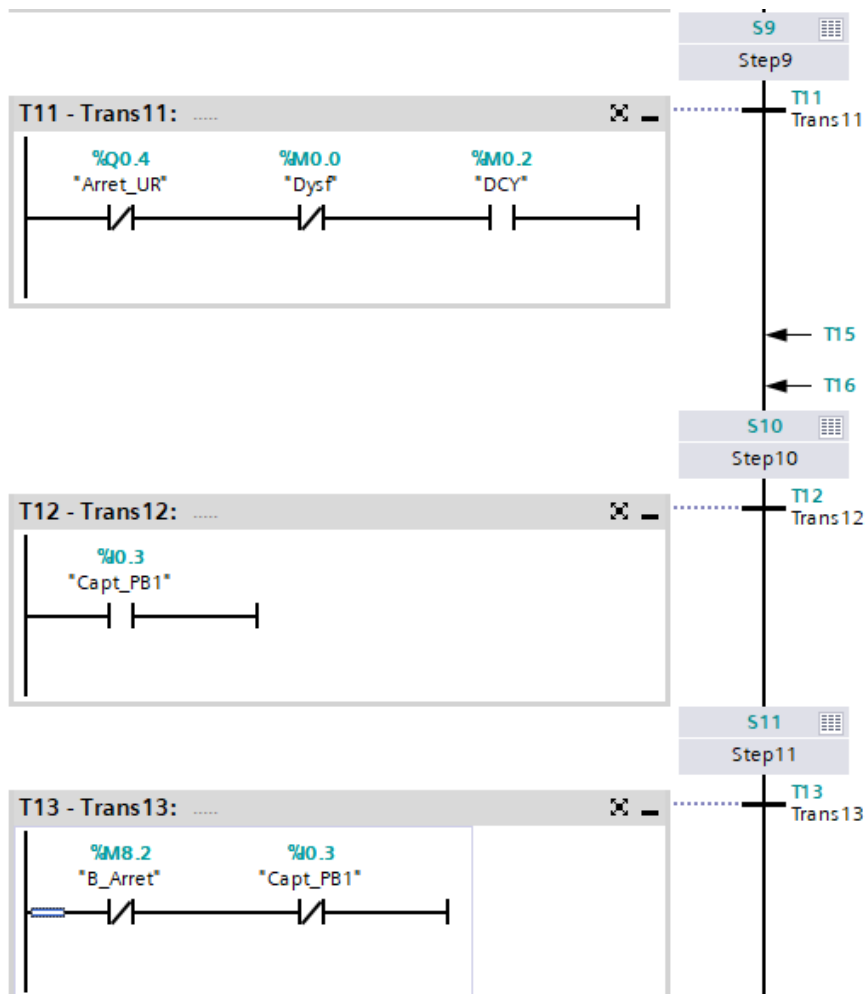 S9
Step9
T11 - Trans11: .....
T11
Trans11
%Q0.4 %M0.0 %M0.2
"Arret_UR" "Dysf" "DCY"
T15
T16
S10
Step10
T12 - Trans12: .....
T12
Trans12
%I0.3
"Capt_PB1"
S11
Step11
T13 - Trans13: .....
T13
Trans13
%M8.2 %I0.3
"B_Arret" "Capt_PB1"